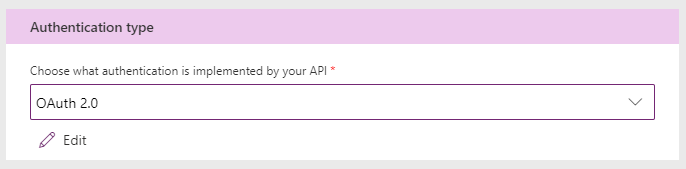 Authentication type
Choose what authentication is implemented by your API *
OAuth 2.0
Edit